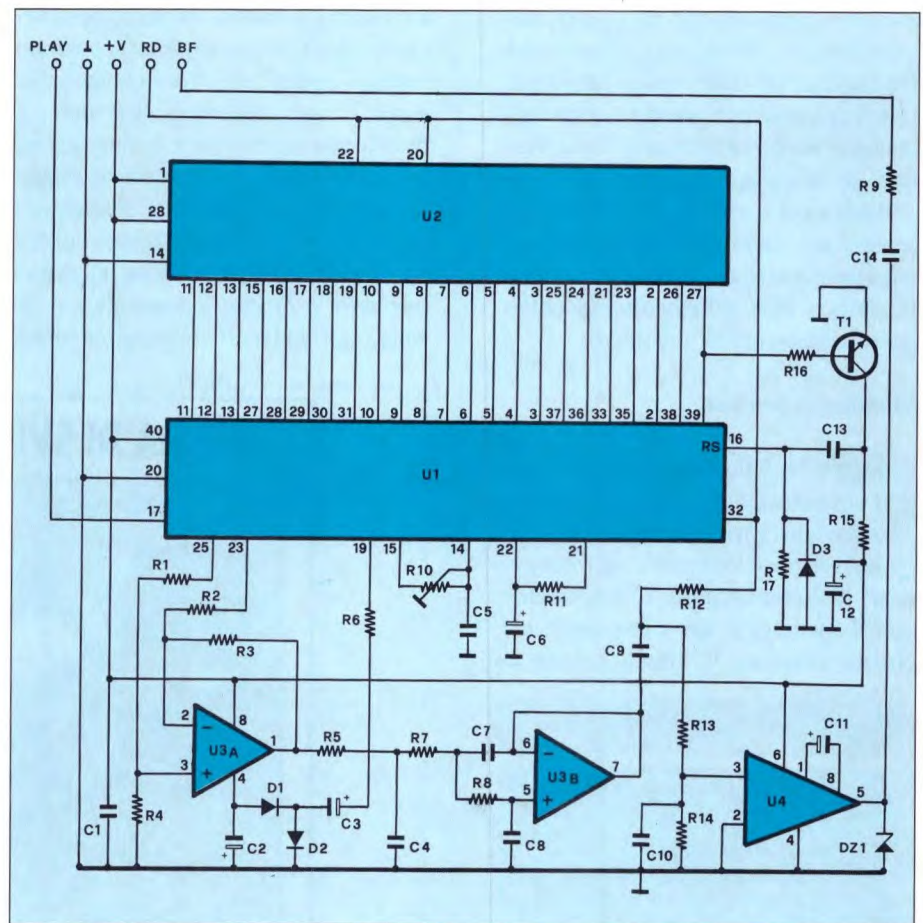 PLAY ⊥ +V RD BF
22 20
1
28
14
U2
R9
C14
11 12 13 15 16 17 18 19 10 9 8 7 6 5 4 3 25 24 21 23 2 26 27
T1
R16
11 12 13 27 28 29 30 31 10 9 8 7 6 5 4 3 37 36 33 35 2 38 39
40
20
17
U1
RS 16
32
C13
R15
25 23 19 15 14 22 21
R1
R2
R3
R6
R10
C5
R11
C6
R12
C9
R 17
D3
+
C 12
2
3
8
1
4
U3A
R5
R7
C7
R8
6
5
7
U3B
R13
3
2
6
1
8
5
4
U4
+ C11
C1
R4
D1
D2
C2
+
C3
+
C4
C8
C10
R14
DZ1